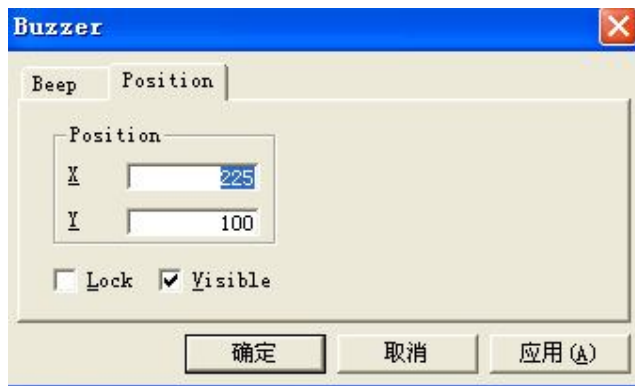 Buzzer
Beep Position
Position
X 225
Y 100
Lock Visible
确定 取消 应用(A)